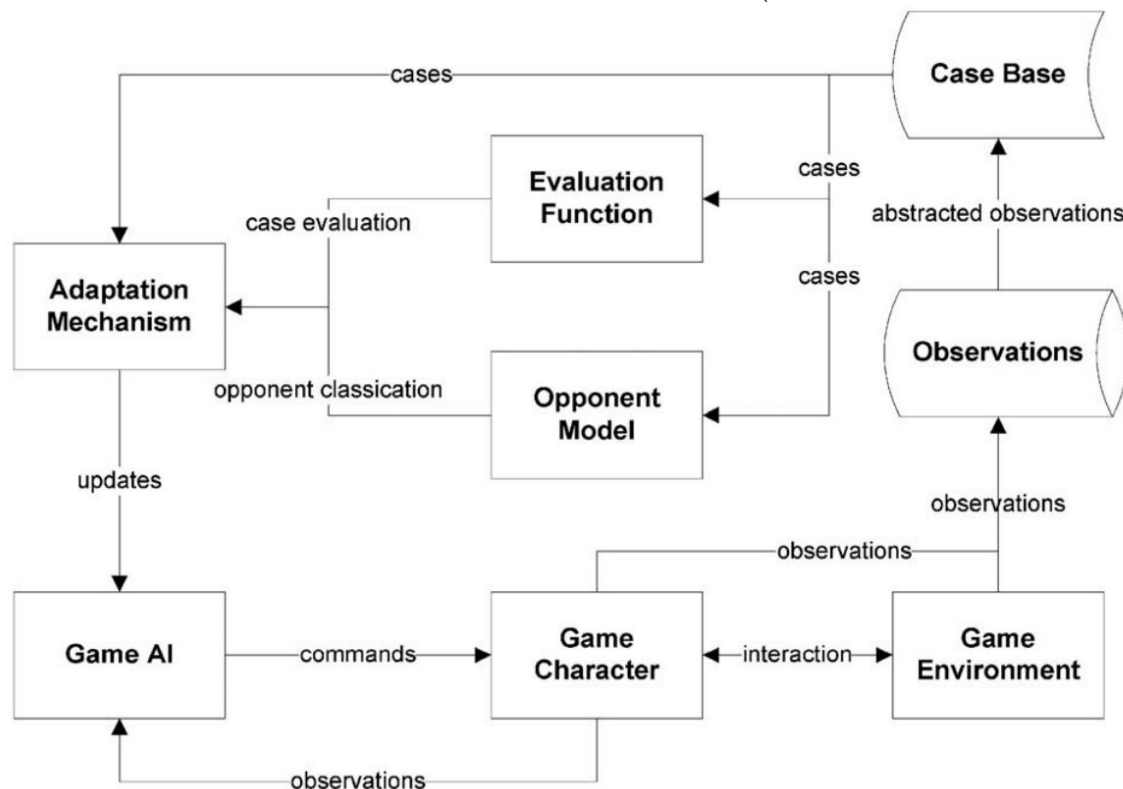 cases
Case Base
Evaluation
Function
cases
case evaluation
abstracted observations
Adaptation
Mechanism
cases
Observations
opponent classication
Opponent
Model
updates
observations
observations
Game AI
commands
Game
Character
interaction
Game
Environment
observations